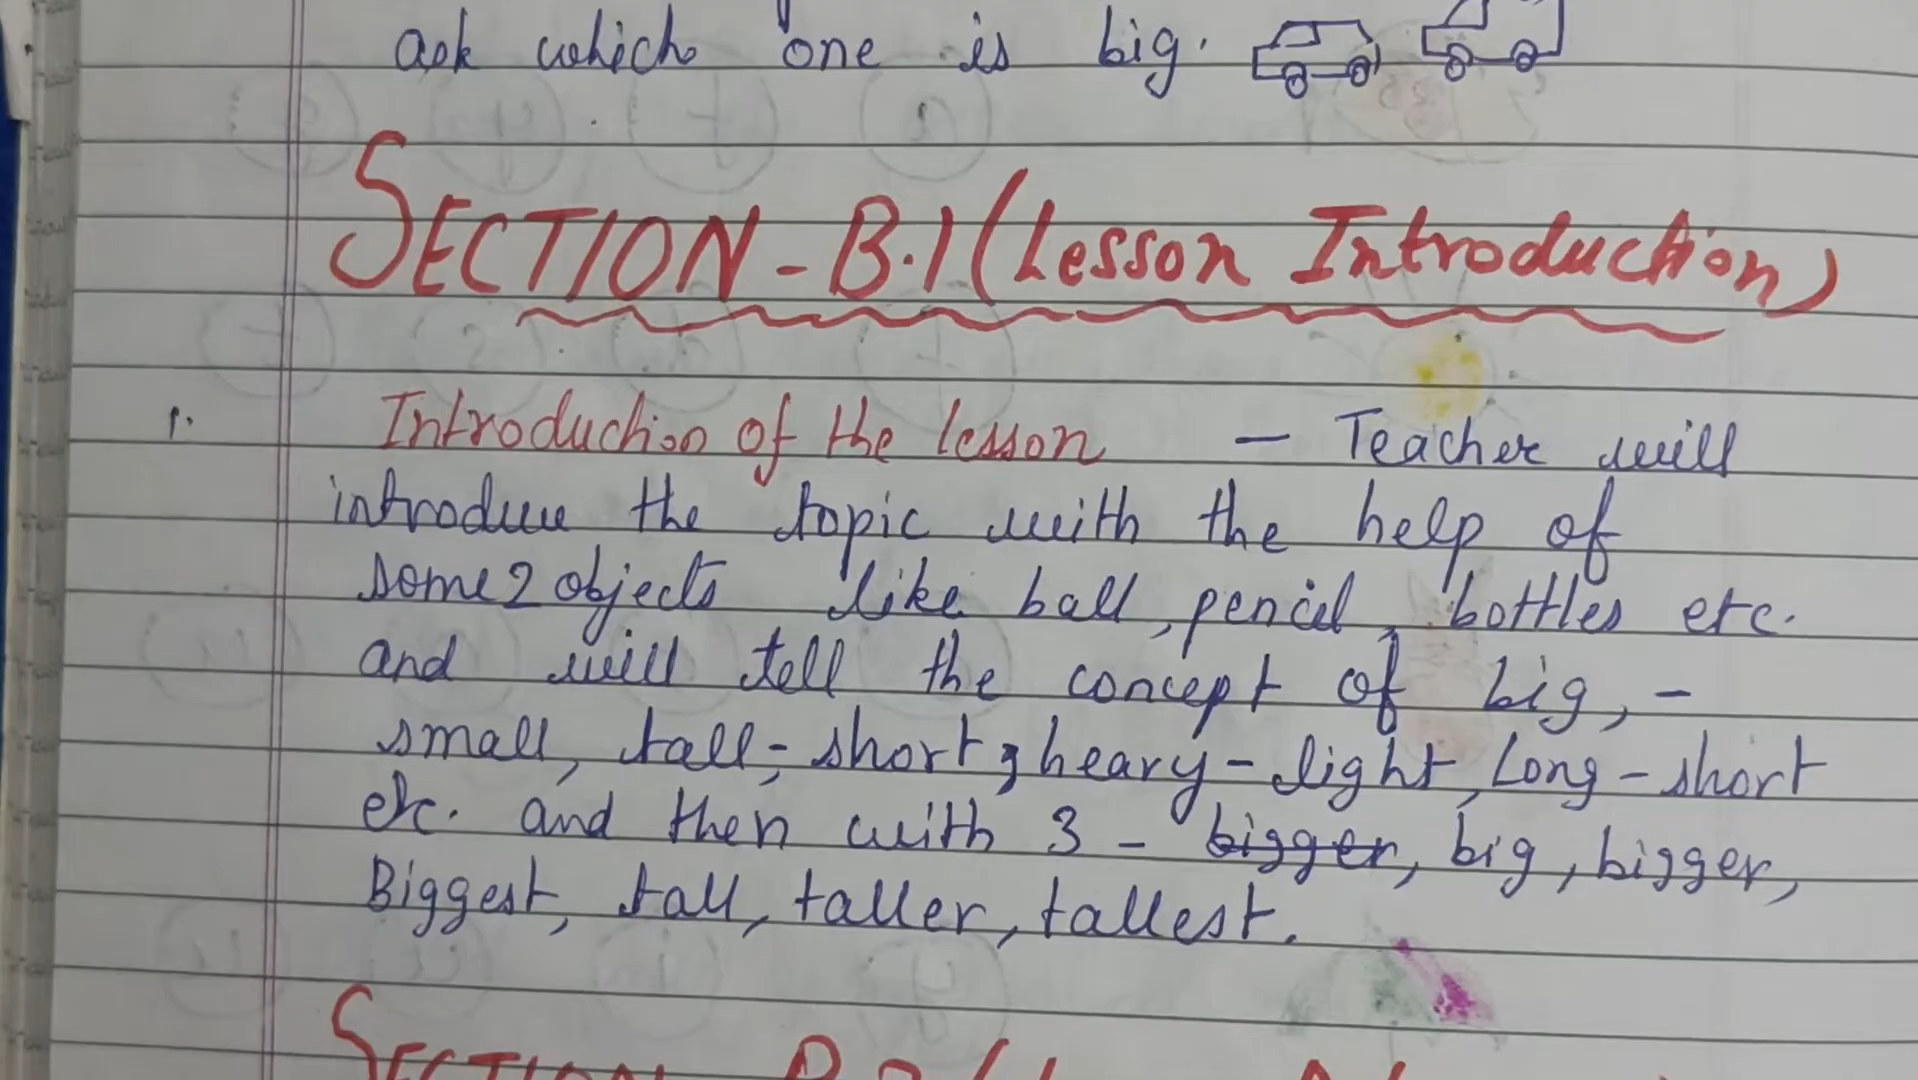 ask which one is big.
SECTION-B.1 (Lesson Introduction)
1. Introduction of the lesson - Teacher will
introduce the topic with the help of
some 2 objects like ball, pencil, bottles etc.
and will tell the concept of big, -
small, tall, - short, heavy - light, Long - short
etc. and then with 3 - bigger, big, bigger,
Biggest, tall, taller, tallest.
SECTION